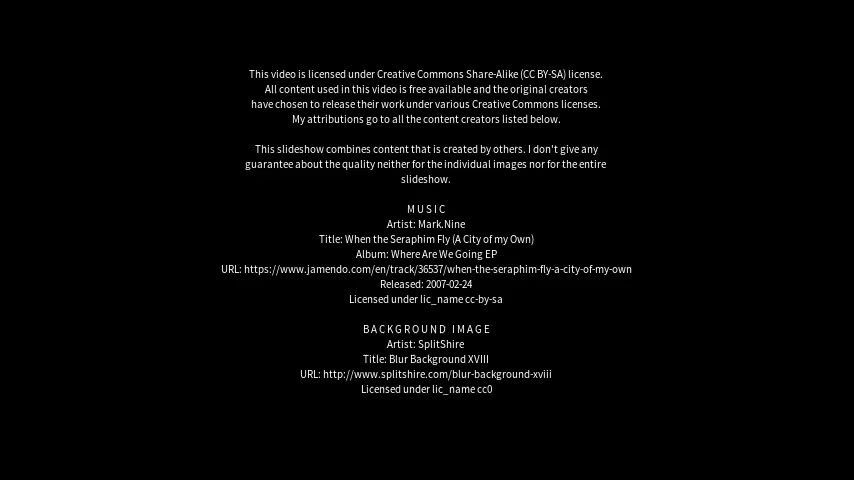 This video is licensed under Creative Commons Share-Alike (CC BY-SA) license.
All content used in this video is free available and the original creators
have chosen to release their work under various Creative Commons licenses.
My attributions go to all the content creators listed below.
This slideshow combines content that is created by others. I don't give any
guarantee about the quality neither for the individual images nor for the entire
slideshow.
MUSIC
Artist: Mark.Nine
Title: When the Seraphim Fly (A City of my Own)
Album: Where Are We Going EP
URL: https://www.jamendo.com/en/track/36537/when-the-seraphim-fly-a-city-of-my-own
Released: 2007-02-24
Licensed under lic_name cc-by-sa
BACKGROUND IMAGE
Artist: SplitShire
Title: Blur Background XVIII
URL: http://www.splitshire.com/blur-background-xviii
Licensed under lic_name cc0